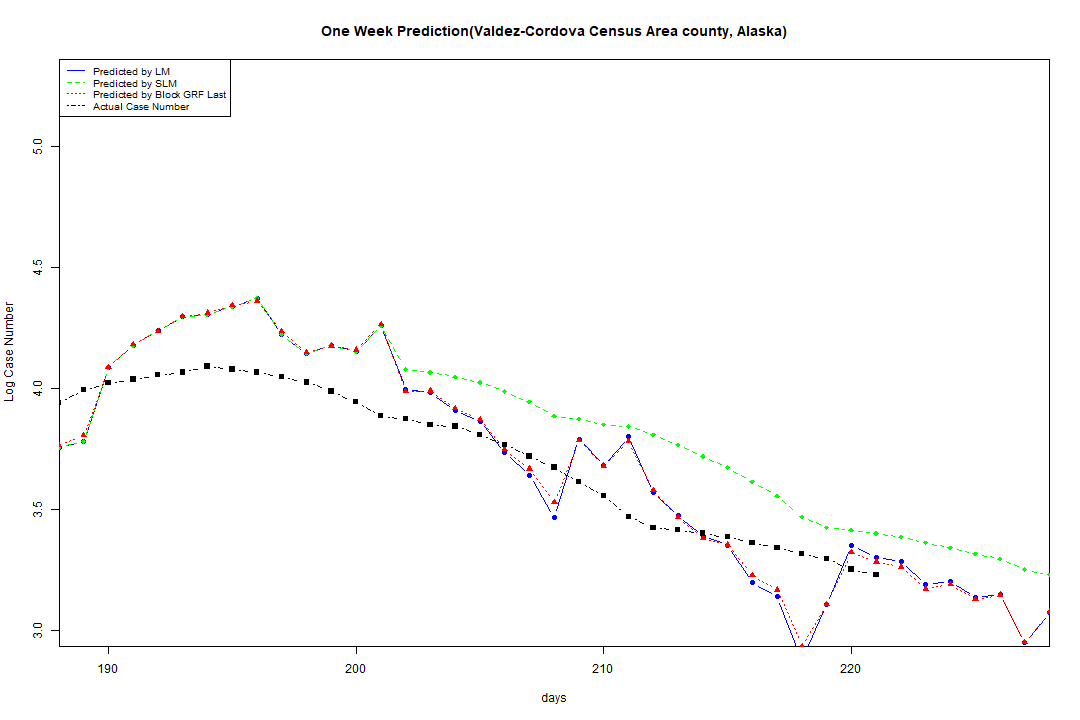 One Week Prediction(Valdez-Cordova Census Area county, Alaska)
Predicted by LM
Predicted by SLM
Predicted by Block GRF Last
Actual Case Number
5.0
4.5
4.0
3.5
3.0
Log Case Number
190
200
210
220
days